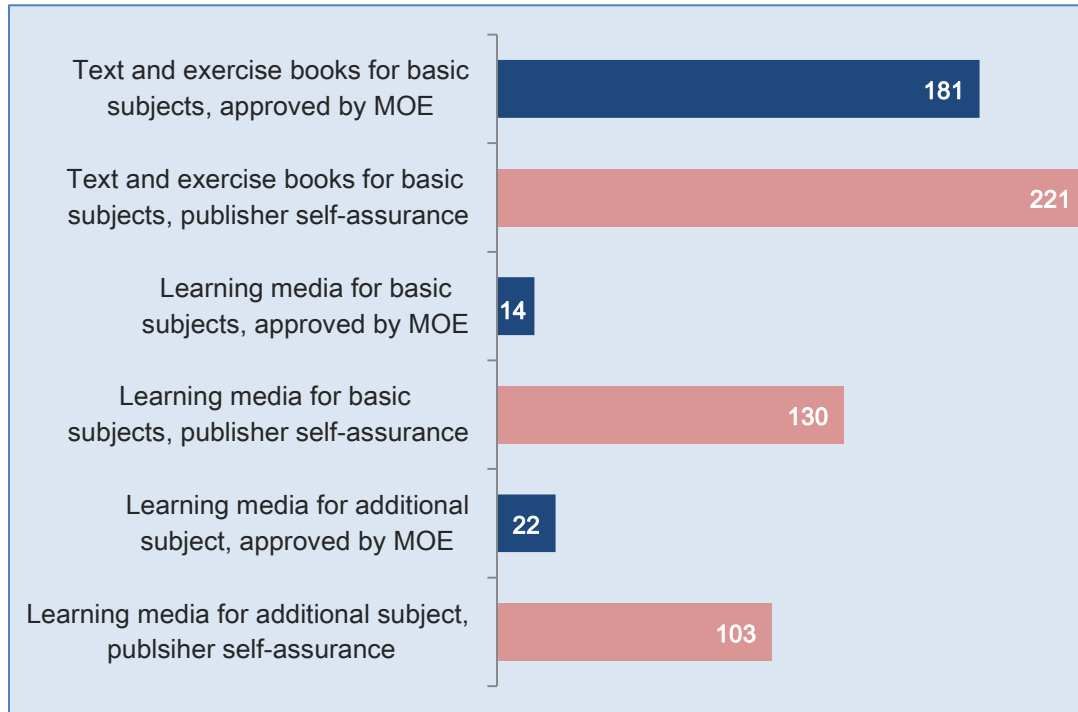 Text and exercise books for basic
subjects, approved by MOE
181
Text and exercise books for basic
subjects, publisher self-assurance
221
Learning media for basic
subjects, approved by MOE
14
Learning media for basic
subjects, publisher self-assurance
130
Learning media for additional
subject, approved by MOE
22
Learning media for additional subject,
publsiher self-assurance
103